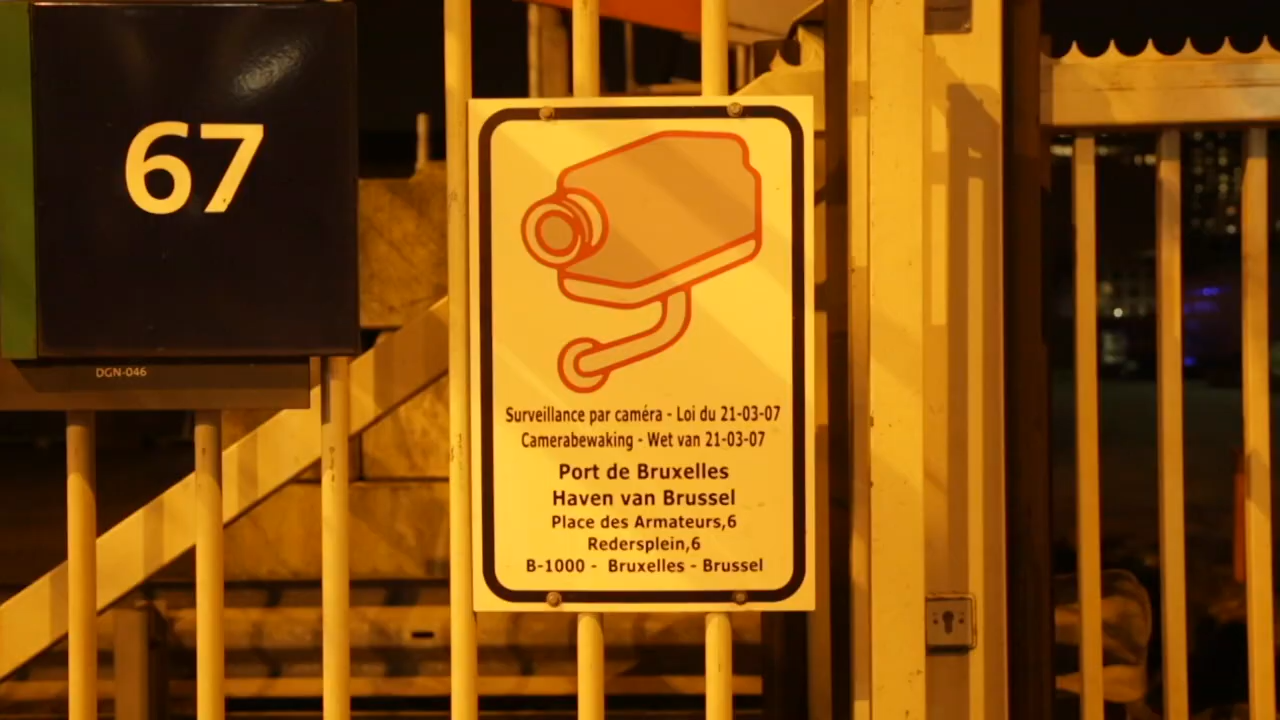 67
DGN-046
Surveillance par caméra - Loi du 21-03-07
Camerabewaking - Wet van 21-03-07
Port de Bruxelles
Haven van Brussel
Place des Armateurs,6
Redersplein,6
B-1000 - Bruxelles - Brussel